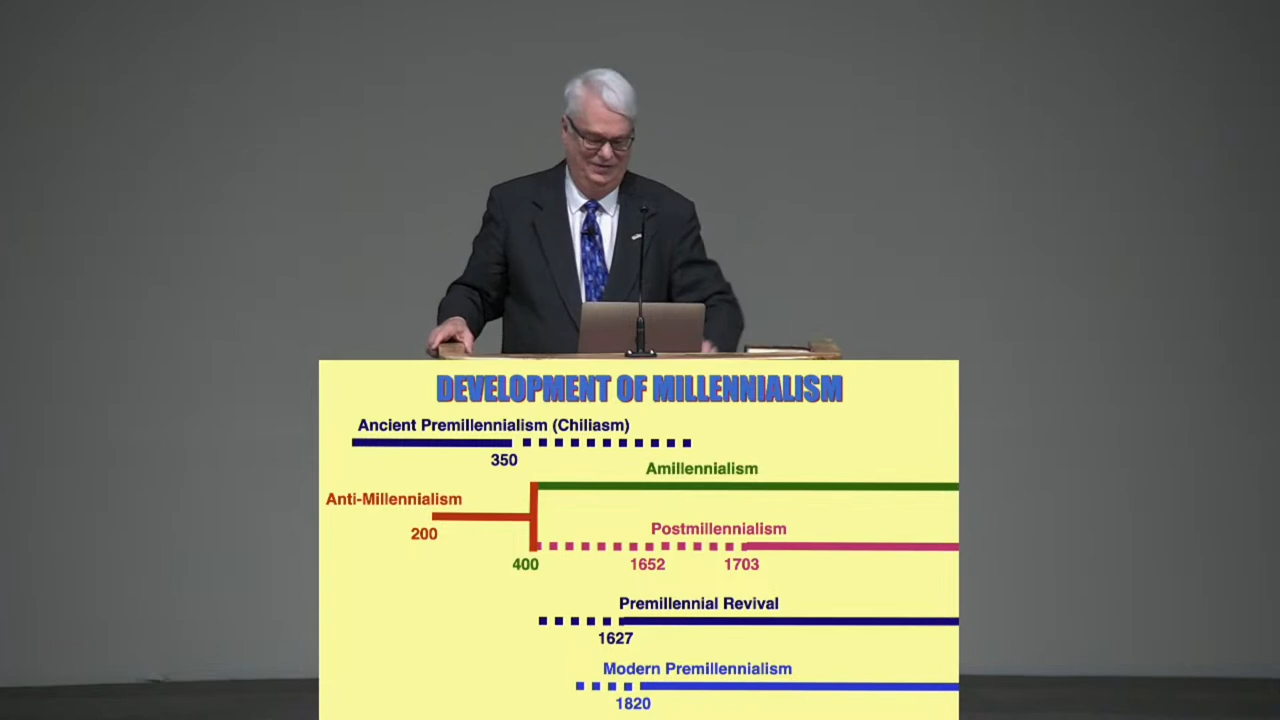 DEVELOPMENT OF MILLENNIALISM
Ancient Premillennialism (Chiliasm)
350
Amillennialism
Anti-Millennialism
200
Postmillennialism
400
1652
1703
Premillennial Revival
1627
Modern Premillennialism
1820